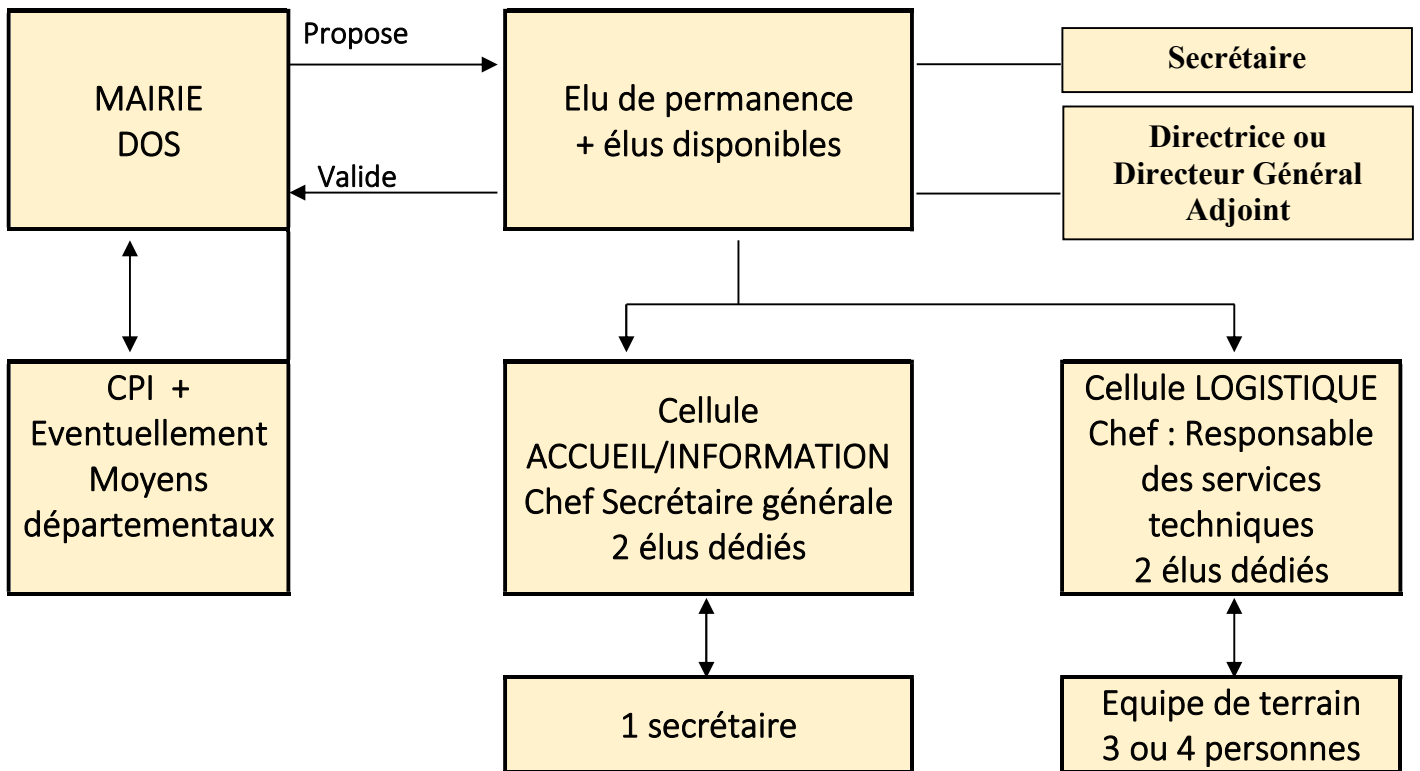 MAIRIE
DOS
Propose
Valide
Elu de permanence
+ élus disponibles
Secrétaire
Directrice ou
Directeur Général
Adjoint
CPI +
Eventuellement
Moyens
départementaux
Cellule
ACCUEIL/INFORMATION
Chef Secrétaire générale
2 élus dédiés
Cellule LOGISTIQUE
Chef : Responsable
des services
techniques
2 élus dédiés
1 secrétaire
Equipe de terrain
3 ou 4 personnes